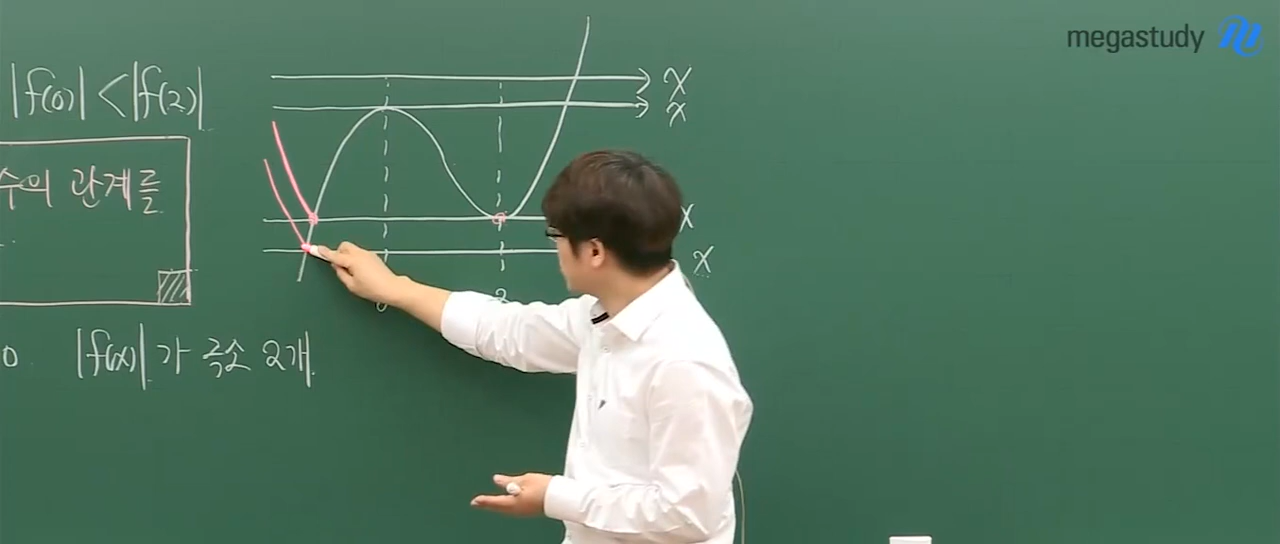 megastudy
|f(0)| < |f(2)|
수의 관계를
0 |f(x)| 가 극소 2개
x
x
x
x
0
2